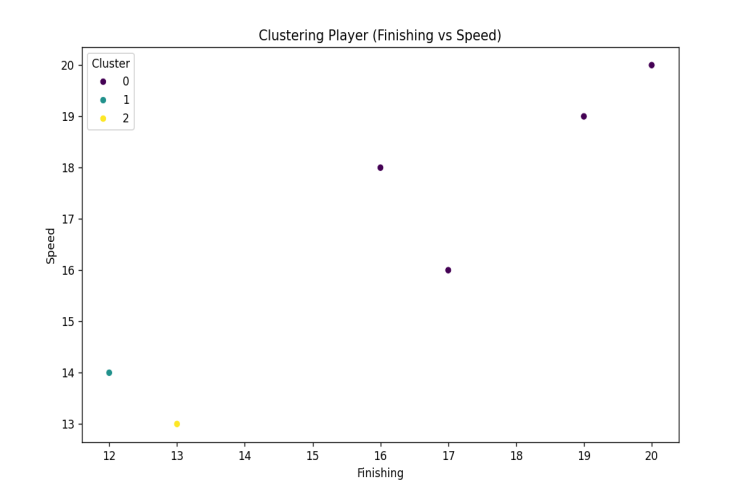 Clustering Player (Finishing vs Speed)
Cluster
0
1
2
20
19
18
17
16
15
14
13
Speed
12 13 14 15 16 17 18 19 20
Finishing